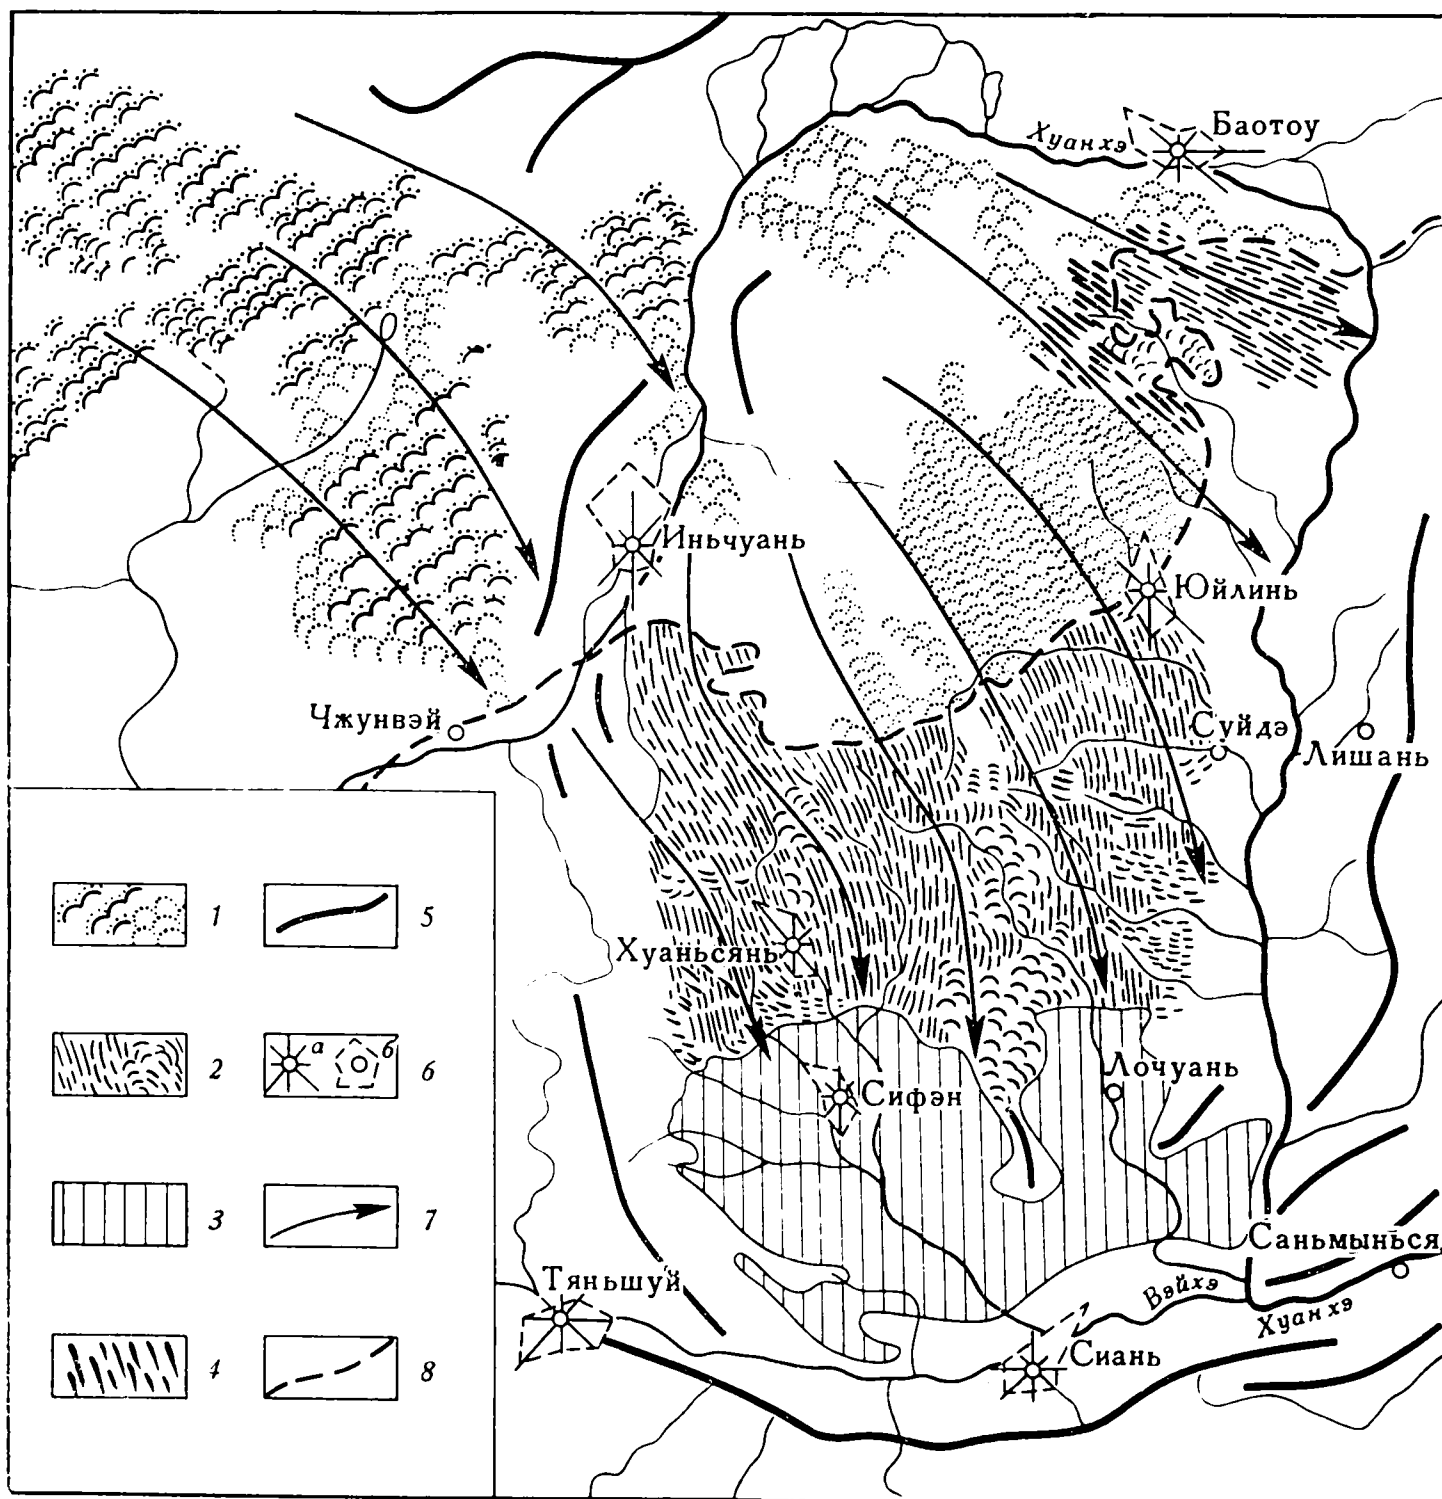 Хуанхэ
Баотоу
Иньчуань
Юйлинь
Чжунвэй
Суйдэ
Лишань
Хуаньсянь
Сифэн
Лочуань
Саньмынься
Тяньшуй
Вэйхэ
Хуанхэ
Сиань
1
5
2
а
б
6
3
7
4
8